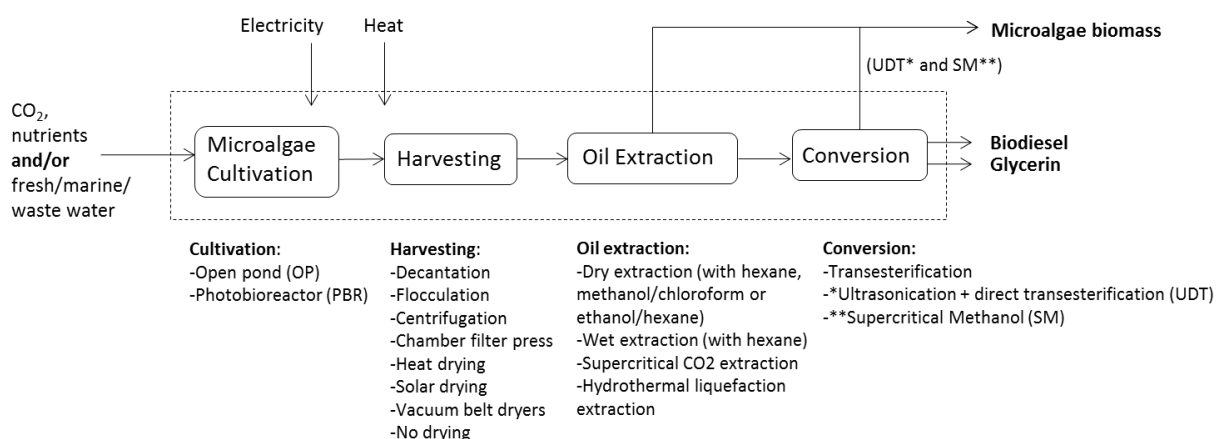 Electricity
Heat
Microalgae biomass
(UDT* and SM**)
CO₂,
nutrients
and/or
fresh/marine/
waste water
Microalgae
Cultivation
Harvesting
Oil Extraction
Conversion
Biodiesel
Glycerin
Cultivation:
-Open pond (OP)
-Photobioreactor (PBR)
Harvesting:
-Decantation
-Flocculation
-Centrifugation
-Chamber filter press
-Heat drying
-Solar drying
-Vacuum belt dryers
-No drying
Oil extraction:
-Dry extraction (with hexane,
methanol/chloroform or
ethanol/hexane)
-Wet extraction (with hexane)
-Supercritical CO2 extraction
-Hydrothermal liquefaction
extraction
Conversion:
-Transesterification
-*Ultrasonication + direct transesterification (UDT)
-**Supercritical Methanol (SM)